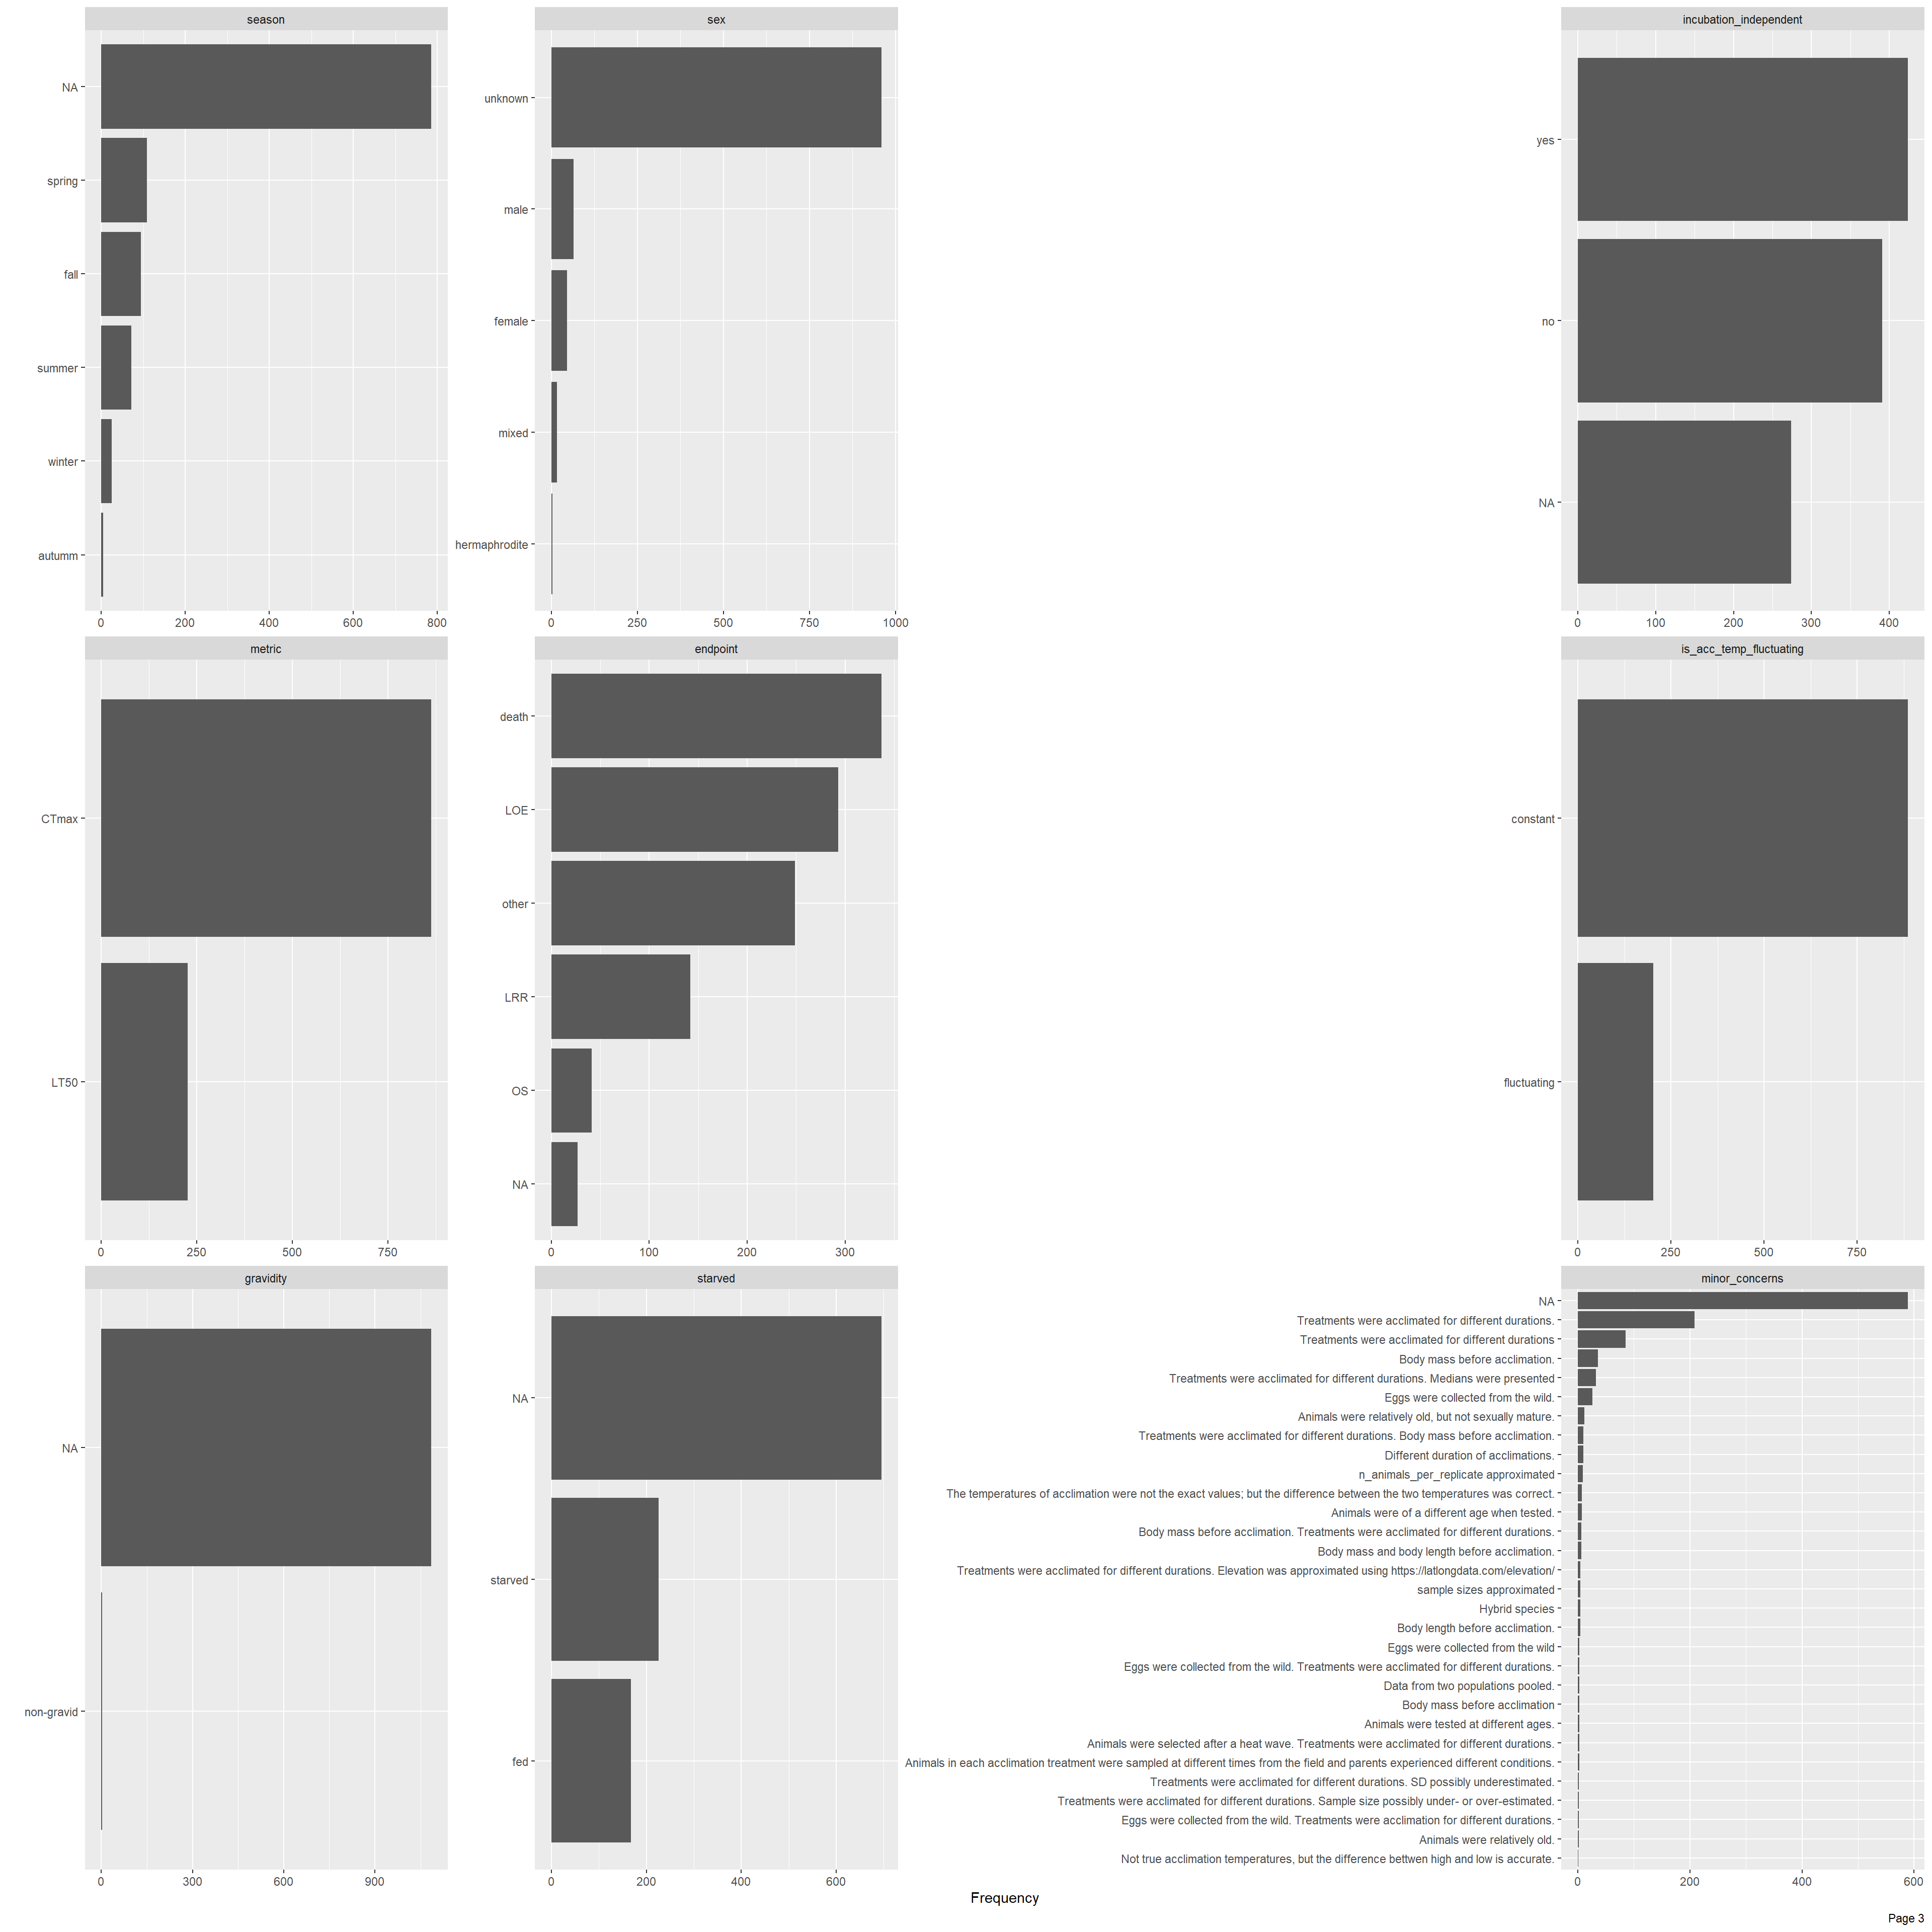 season
NA
spring
fall
summer
winter
autumm
0 200 400 600 800
sex
unknown
male
female
mixed
hermaphrodite
0 250 500 750 1000
incubation_independent
yes
no
NA
0 100 200 300 400
metric
CTmax
LT50
0 250 500 750
endpoint
death
LOE
other
LRR
OS
NA
0 100 200 300
is_acc_temp_fluctuating
constant
fluctuating
0 250 500 750
gravidity
NA
non-gravid
0 300 600 900
starved
NA
starved
fed
0 200 400 600
minor_concerns
NA
Treatments were acclimated for different durations.
Treatments were acclimated for different durations
Body mass before acclimation.
Treatments were acclimated for different durations. Medians were presented
Eggs were collected from the wild.
Animals were relatively old, but not sexually mature.
Treatments were acclimated for different durations. Body mass before acclimation.
Different duration of acclimations.
n_animals_per_replicate approximated
The temperatures of acclimation were not the exact values; but the difference between the two temperatures was correct.
Animals were of a different age when tested.
Body mass before acclimation. Treatments were acclimated for different durations.
Body mass and body length before acclimation.
Treatments were acclimated for different durations. Elevation was approximated using https://latlongdata.com/elevation/
sample sizes approximated
Hybrid species
Body length before acclimation.
Eggs were collected from the wild
Eggs were collected from the wild. Treatments were acclimated for different durations.
Data from two populations pooled.
Body mass before acclimation
Animals were tested at different ages.
Animals were selected after a heat wave. Treatments were acclimated for different durations.
Animals in each acclimation treatment were sampled at different times from the field and parents experienced different conditions.
Treatments were acclimated for different durations. SD possibly underestimated.
Treatments were acclimated for different durations. Sample size possibly under- or over-estimated.
Eggs were collected from the wild. Treatments were acclimation for different durations.
Animals were relatively old.
Not true acclimation temperatures, but the difference bettwen high and low is accurate.
0 200 400 600
Frequency
Page 3